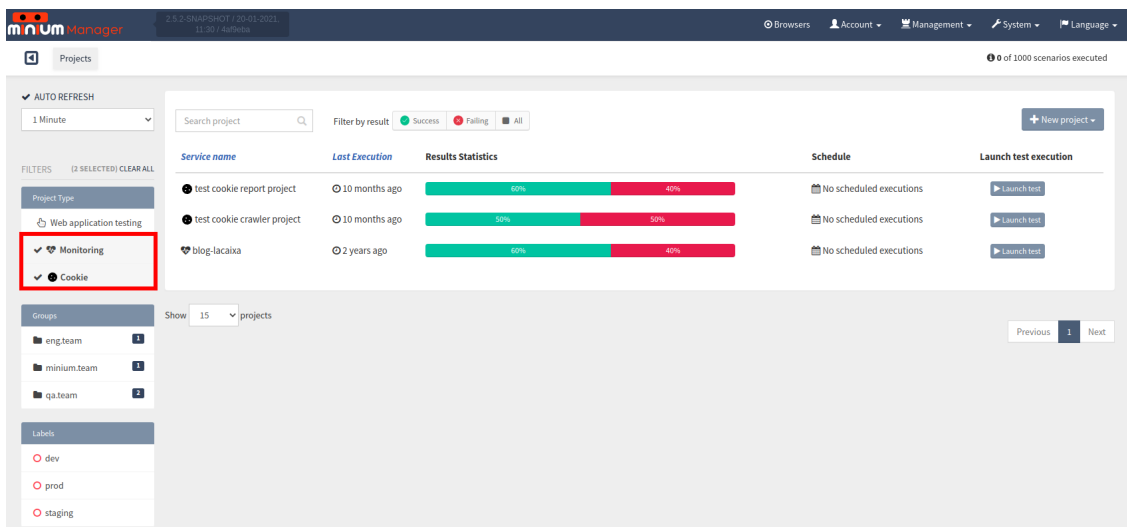 minium Manager
2.5.2-SNAPSHOT / 20-01-2021,
11:30 / 4af9eba
Browsers Account Management System Language
Projects
0 of 1000 scenarios executed
AUTO REFRESH
1 Minute
FILTERS (2 SELECTED) CLEAR ALL
Project Type
Web application testing
Monitoring
Cookie
Groups
eng.team 1
minium.team 1
qa.team 2
Labels
dev
prod
staging
Search project Filter by result Success Failing All New project
Service name Last Execution Results Statistics Schedule Launch test execution
test cookie report project 10 months ago 60% 40% No scheduled executions Launch test
test cookie crawler project 10 months ago 50% 50% No scheduled executions Launch test
blog-lacaixa 2 years ago 60% 40% No scheduled executions Launch test
Show 15 projects
Previous 1 Next